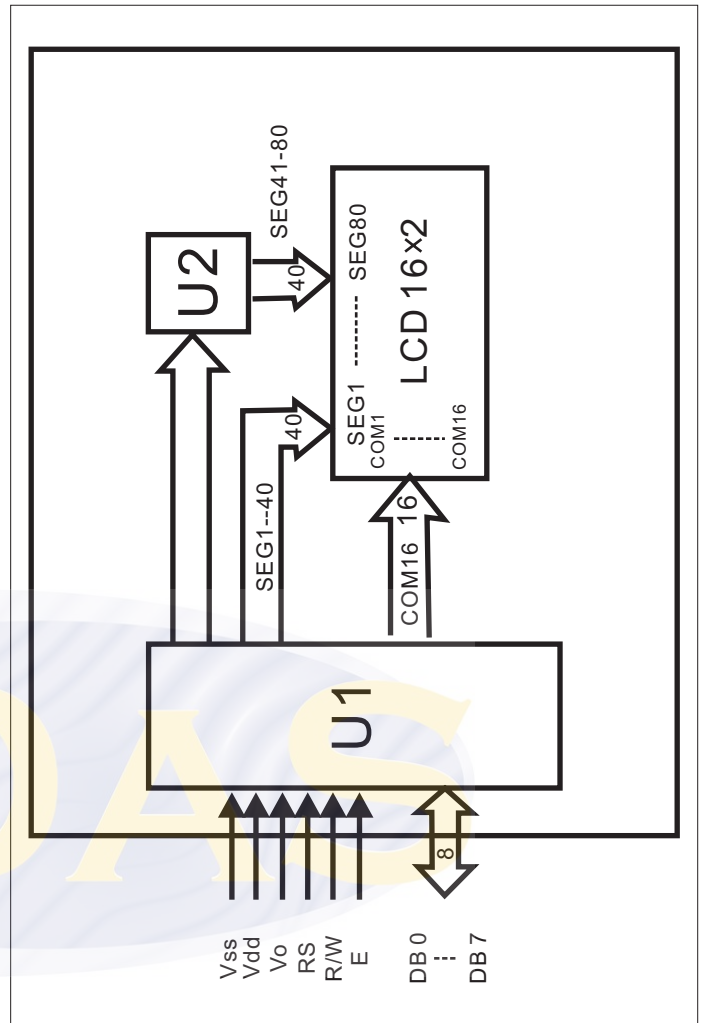 Vss
Vdd
Vo
RS
R/W
E
DB0
DB7
8
U1
SEG1--40
40
COM16
16
U2
SEG41-80
40
SEG1 SEG80
COM1
COM16
LCD 16×2
DAS